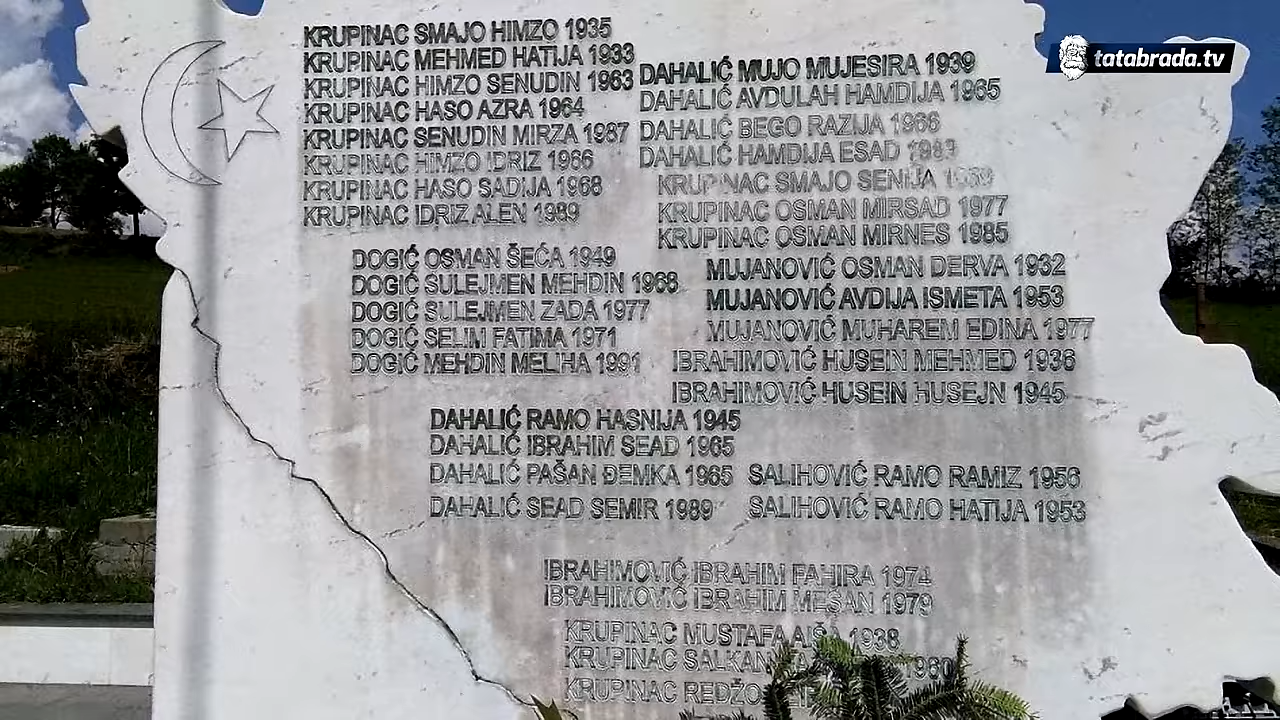 tatabrada.tv
KRUPINAC SMAJO HIMZO 1935
KRUPINAC MEHMED HATIJA 1933
KRUPINAC HIMZO SENUDIN 1963
KRUPINAC HASO AZRA 1964
KRUPINAC SENUDIN MIRZA 1987
KRUPINAC HIMZO IDRIZ 1966
KRUPINAC HASO SADIJA 1968
KRUPINAC IDRIZ ALEN 1989
DAHALIĆ MUJO MUJESIRA 1939
DAHALIĆ AVDULAH HAMDIJA 1965
DAHALIĆ BEGO RAZIJA 1966
DAHALIĆ HAMDIJA ESAD 1983
KRUPINAC SMAJO SENIJA
KRUPINAC OSMAN MIRSAD 1977
KRUPINAC OSMAN MIRNES 1985
DOGIĆ OSMAN ŠEĆA 1949
DOGIĆ SULEJMEN MEHDIN 1968
DOGIĆ SULEJMEN ZADA 1977
DOGIĆ SELIM FATIMA 1971
DOGIĆ MEHDIN MELIHA 1991
MUJANOVIĆ OSMAN DERVA 1932
MUJANOVIĆ AVDIJA ISMETA 1953
MUJANOVIĆ MUHAREM EDINA 1977
IBRAHIMOVIĆ HUSEIN MEHMED 1936
IBRAHIMOVIĆ HUSEIN HUSEJN 1945
DAHALIĆ RAMO HASNIJA 1945
DAHALIĆ IBRAHIM SEAD 1965
DAHALIĆ PAŠAN ĐEMKA 1965
DAHALIĆ SEAD SEMIR 1989
SALIHOVIĆ RAMO RAMIZ 1956
SALIHOVIĆ RAMO HATIJA 1953
IBRAHIMOVIĆ IBRAHIM FAHIRA 1974
IBRAHIMOVIĆ IBRAHIM MEŠAN 1979
KRUPINAC MUSTAFA AIŠA 1938
KRUPINAC SALKAN 1960
KRUPINAC REDŽO